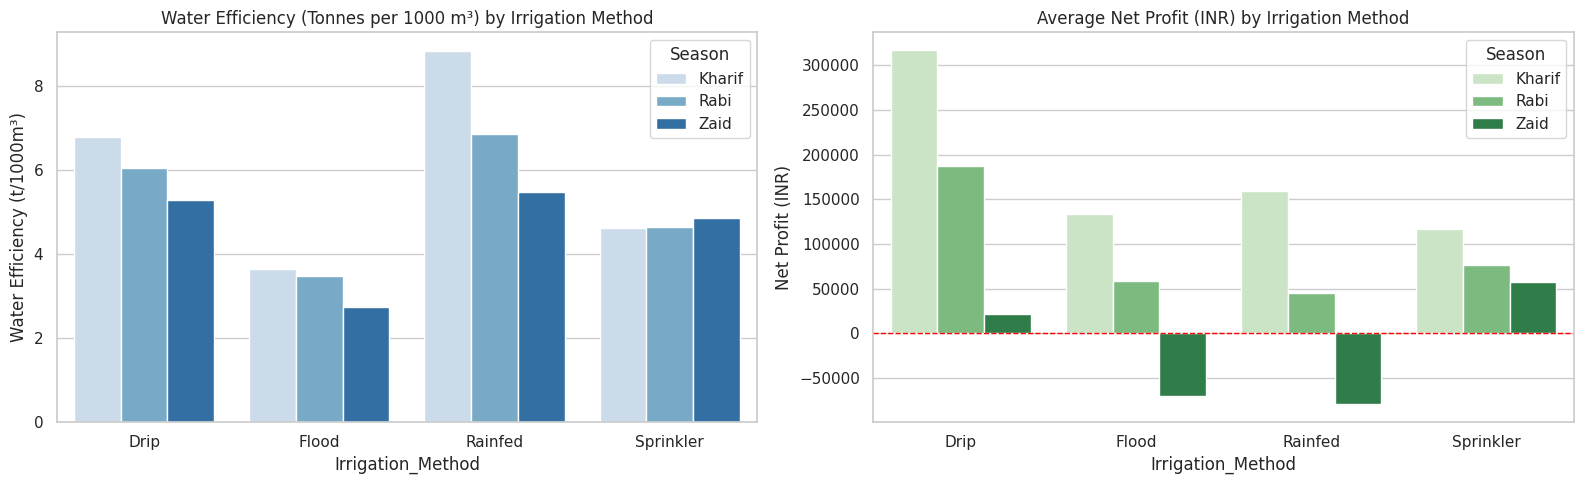 Water Efficiency (Tonnes per 1000 m³) by Irrigation Method
Water Efficiency (t/1000m³)
8
6
4
2
0
Season
Kharif
Rabi
Zaid
Drip
Flood
Rainfed
Sprinkler
Irrigation_Method
Average Net Profit (INR) by Irrigation Method
Net Profit (INR)
300000
250000
200000
150000
100000
50000
0
−50000
Season
Kharif
Rabi
Zaid
Drip
Flood
Rainfed
Sprinkler
Irrigation_Method